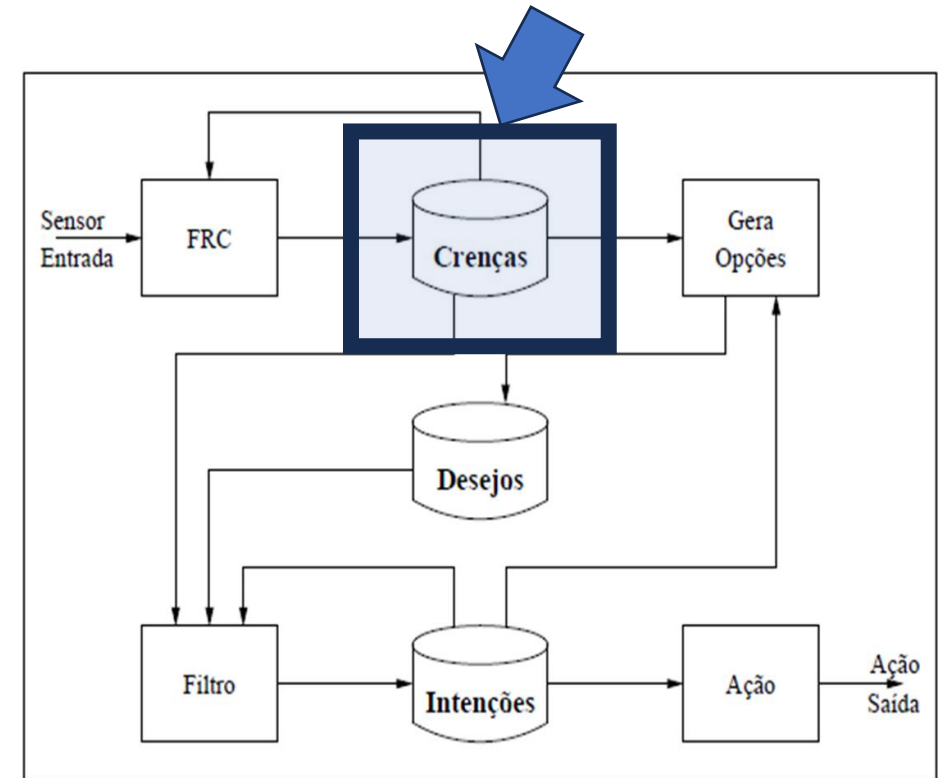 Sensor
Entrada
FRC
Crenças
Gera
Opções
Desejos
Filtro
Intenções
Ação
Ação
Saída